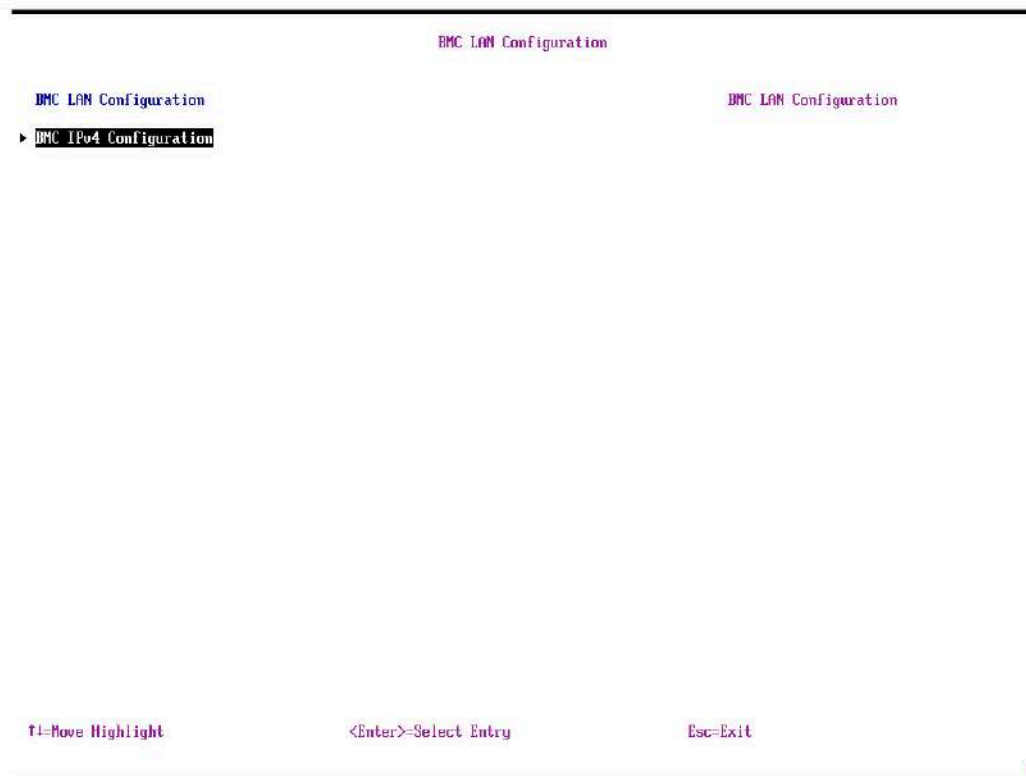 BMC LAN Configuration
BMC LAN Configuration
BMC LAN Configuration
▶ BMC IPv4 Configuration
↑↓=Move Highlight
<Enter>=Select Entry
Esc=Exit